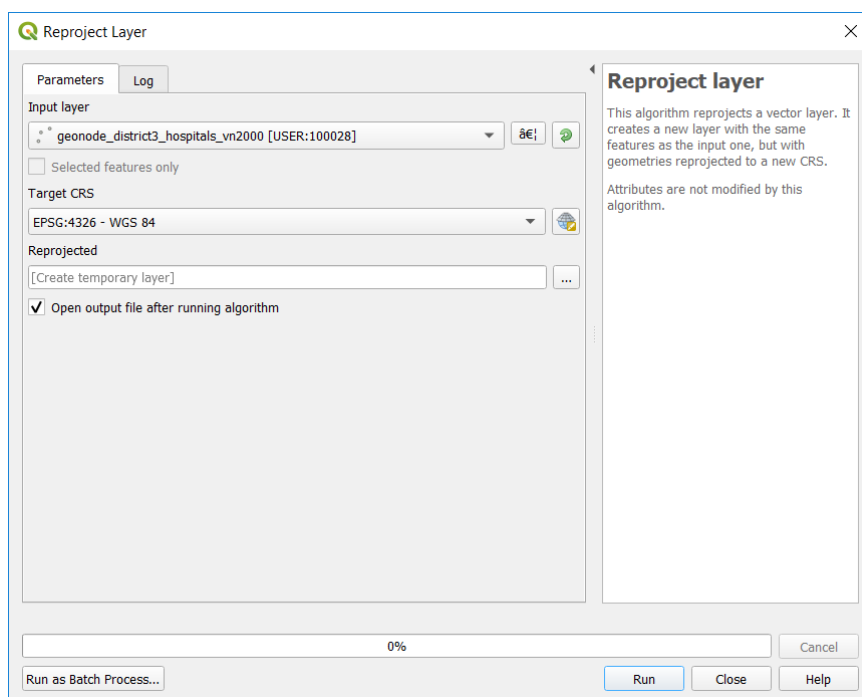 Reproject Layer
Parameters
Log
Input layer
geonode_district3_hospitals_vn2000 [USER:100028]
â€¦
Selected features only
Target CRS
EPSG:4326 - WGS 84
Reprojected
[Create temporary layer]
...
Open output file after running algorithm
Reproject layer
This algorithm reprojects a vector layer. It
creates a new layer with the same
features as the input one, but with
geometries reprojected to a new CRS.
Attributes are not modified by this
algorithm.
0%
Cancel
Run as Batch Process...
Run
Close
Help